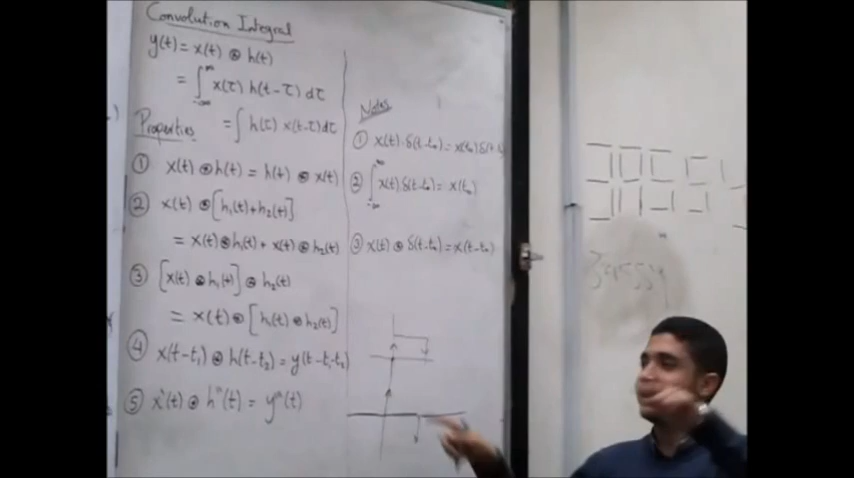 Convolution Integral
y(t) = x(t) ⊛ h(t)
= ∫_{-∞}^{∞} x(τ) h(t-τ) dτ
Properties = ∫ h(τ) x(t-τ) dτ
① x(t) ⊛ h(t) = h(t) ⊛ x(t)
② x(t) ⊛ [h₁(t)+h₂(t)]
= x(t) ⊛ h₁(t) + x(t) ⊛ h₂(t)
③ [x(t) ⊛ h₁(t)] ⊛ h₂(t)
= x(t) ⊛ [h₁(t) ⊛ h₂(t)]
④ x(t-t₁) ⊛ h(t-t₂) = y(t-t₁-t₂)
⑤ x'(t) ⊛ h"(t) = y'"(t)
Notes
① x(t)·δ(t-t₀) = x(t₀)δ(t-t
② ∫_{-∞}^{∞} x(t).δ(t-t₀) = x(t₀)
③ x(t) ⊛ δ(t-t₀) = x(t-t₀)